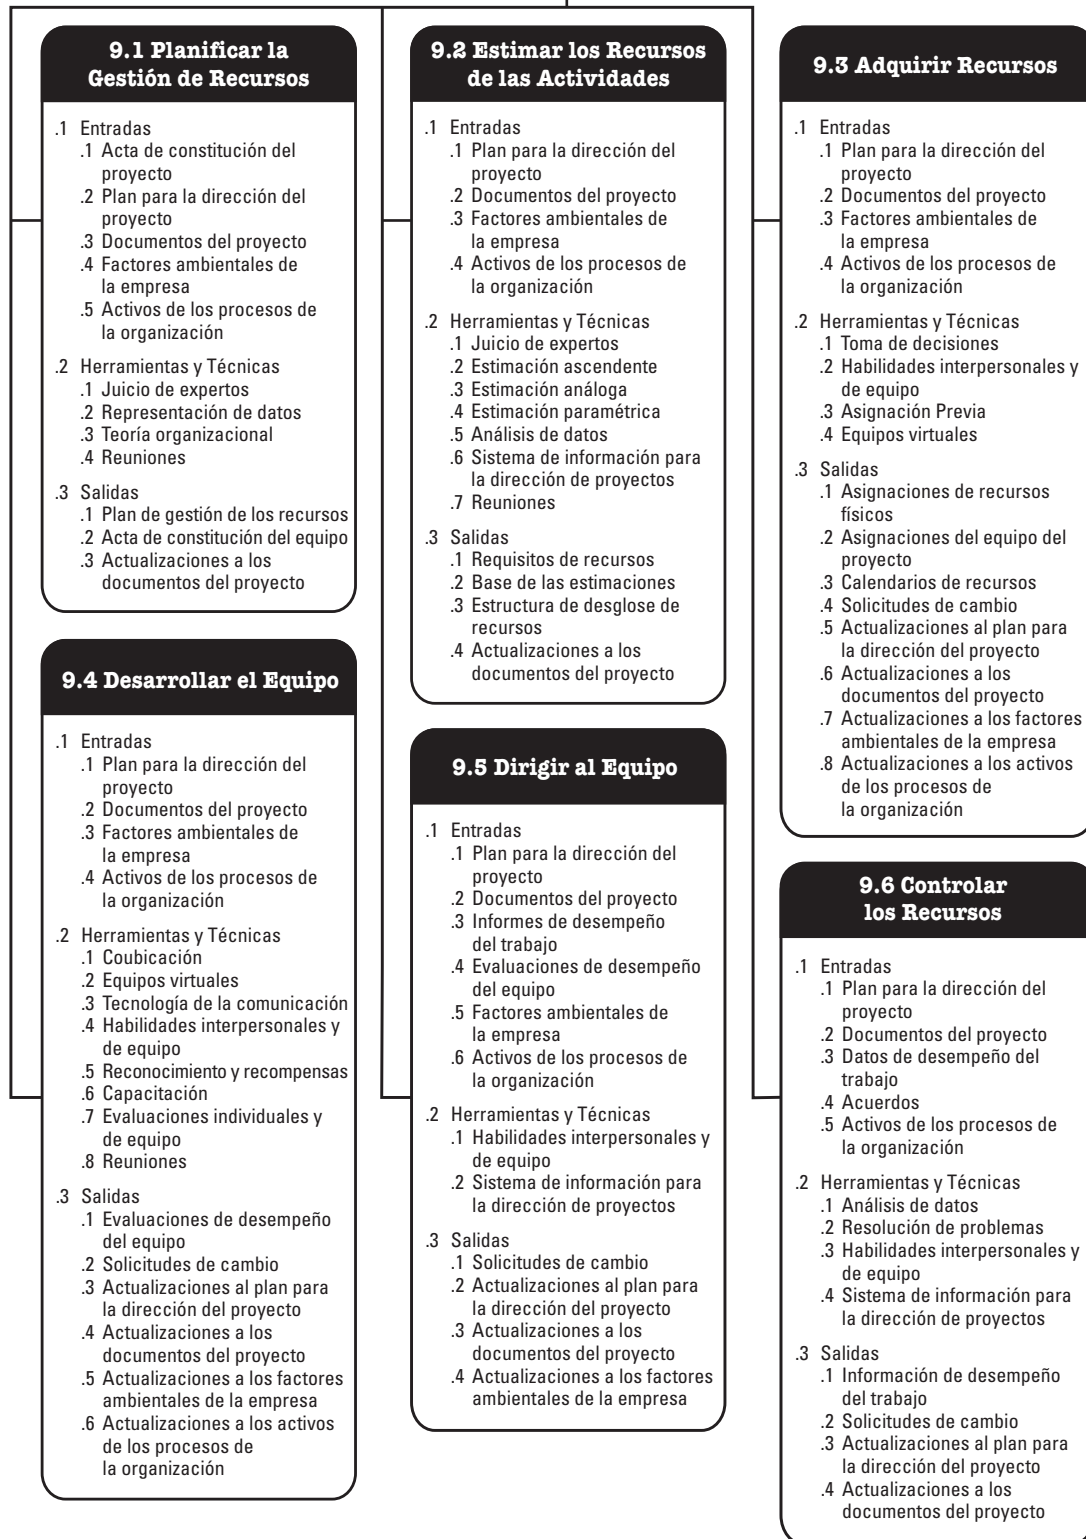 9.1 Planificar la
Gestión de Recursos
.1 Entradas
.1 Acta de constitución del
proyecto
.2 Plan para la dirección del
proyecto
.3 Documentos del proyecto
.4 Factores ambientales de
la empresa
.5 Activos de los procesos de
la organización
.2 Herramientas y Técnicas
.1 Juicio de expertos
.2 Representación de datos
.3 Teoría organizacional
.4 Reuniones
.3 Salidas
.1 Plan de gestión de los recursos
.2 Acta de constitución del equipo
.3 Actualizaciones a los
documentos del proyecto
9.2 Estimar los Recursos
de las Actividades
.1 Entradas
.1 Plan para la dirección del
proyecto
.2 Documentos del proyecto
.3 Factores ambientales de
la empresa
.4 Activos de los procesos de
la organización
.2 Herramientas y Técnicas
.1 Juicio de expertos
.2 Estimación ascendente
.3 Estimación análoga
.4 Estimación paramétrica
.5 Análisis de datos
.6 Sistema de información para
la dirección de proyectos
.7 Reuniones
.3 Salidas
.1 Requisitos de recursos
.2 Base de las estimaciones
.3 Estructura de desglose de
recursos
.4 Actualizaciones a los
documentos del proyecto
9.3 Adquirir Recursos
.1 Entradas
.1 Plan para la dirección del
proyecto
.2 Documentos del proyecto
.3 Factores ambientales de
la empresa
.4 Activos de los procesos de
la organización
.2 Herramientas y Técnicas
.1 Toma de decisiones
.2 Habilidades interpersonales y
de equipo
.3 Asignación Previa
.4 Equipos virtuales
.3 Salidas
.1 Asignaciones de recursos
físicos
.2 Asignaciones del equipo del
proyecto
.3 Calendarios de recursos
.4 Solicitudes de cambio
.5 Actualizaciones al plan para
la dirección del proyecto
.6 Actualizaciones a los
documentos del proyecto
.7 Actualizaciones a los factores
ambientales de la empresa
.8 Actualizaciones a los activos
de los procesos de
la organización
9.4 Desarrollar el Equipo
.1 Entradas
.1 Plan para la dirección del
proyecto
.2 Documentos del proyecto
.3 Factores ambientales de
la empresa
.4 Activos de los procesos de
la organización
.2 Herramientas y Técnicas
.1 Coubicación
.2 Equipos virtuales
.3 Tecnología de la comunicación
.4 Habilidades interpersonales y
de equipo
.5 Reconocimiento y recompensas
.6 Capacitación
.7 Evaluaciones individuales y
de equipo
.8 Reuniones
.3 Salidas
.1 Evaluaciones de desempeño
del equipo
.2 Solicitudes de cambio
.3 Actualizaciones al plan para
la dirección del proyecto
.4 Actualizaciones a los
documentos del proyecto
.5 Actualizaciones a los factores
ambientales de la empresa
.6 Actualizaciones a los activos
de los procesos de
la organización
9.5 Dirigir al Equipo
.1 Entradas
.1 Plan para la dirección del
proyecto
.2 Documentos del proyecto
.3 Informes de desempeño
del trabajo
.4 Evaluaciones de desempeño
del equipo
.5 Factores ambientales de
la empresa
.6 Activos de los procesos de
la organización
.2 Herramientas y Técnicas
.1 Habilidades interpersonales y
de equipo
.2 Sistema de información para
la dirección de proyectos
.3 Salidas
.1 Solicitudes de cambio
.2 Actualizaciones al plan para
la dirección del proyecto
.3 Actualizaciones a los
documentos del proyecto
.4 Actualizaciones a los factores
ambientales de la empresa
9.6 Controlar
los Recursos
.1 Entradas
.1 Plan para la dirección del
proyecto
.2 Documentos del proyecto
.3 Datos de desempeño del
trabajo
.4 Acuerdos
.5 Activos de los procesos de
la organización
.2 Herramientas y Técnicas
.1 Análisis de datos
.2 Resolución de problemas
.3 Habilidades interpersonales y
de equipo
.4 Sistema de información para
la dirección de proyectos
.3 Salidas
.1 Información de desempeño
del trabajo
.2 Solicitudes de cambio
.3 Actualizaciones al plan para
la dirección del proyecto
.4 Actualizaciones a los
documentos del proyecto